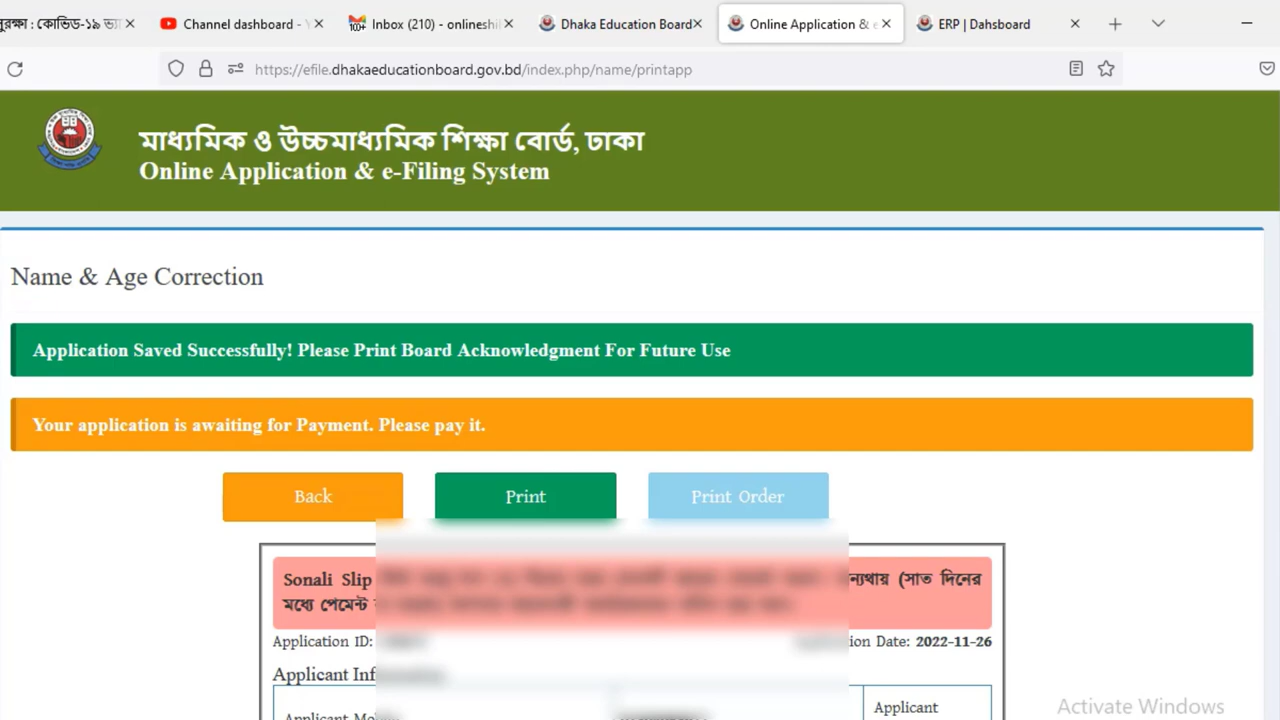 সুরক্ষা : কোভিড-১৯ ভ্যা
Channel dashboard - Y
100+ Inbox (210) - onlineshi
Dhaka Education Board
Online Application & e
ERP | Dahsboard
https://efile.dhakaeducationboard.gov.bd/index.php/name/printapp
মাধ্যমিক ও উচ্চমাধ্যমিক শিক্ষা বোর্ড, ঢাকা
Online Application & e-Filing System
Name & Age Correction
Application Saved Successfully! Please Print Board Acknowledgment For Future Use
Your application is awaiting for Payment. Please pay it.
Back Print Print Order
Sonali Slip (সাত দিনের
মধ্যে পেমেন্ট
Application ID: Date: 2022-11-26
Applicant
Applicant
Applicant
Activate Windows